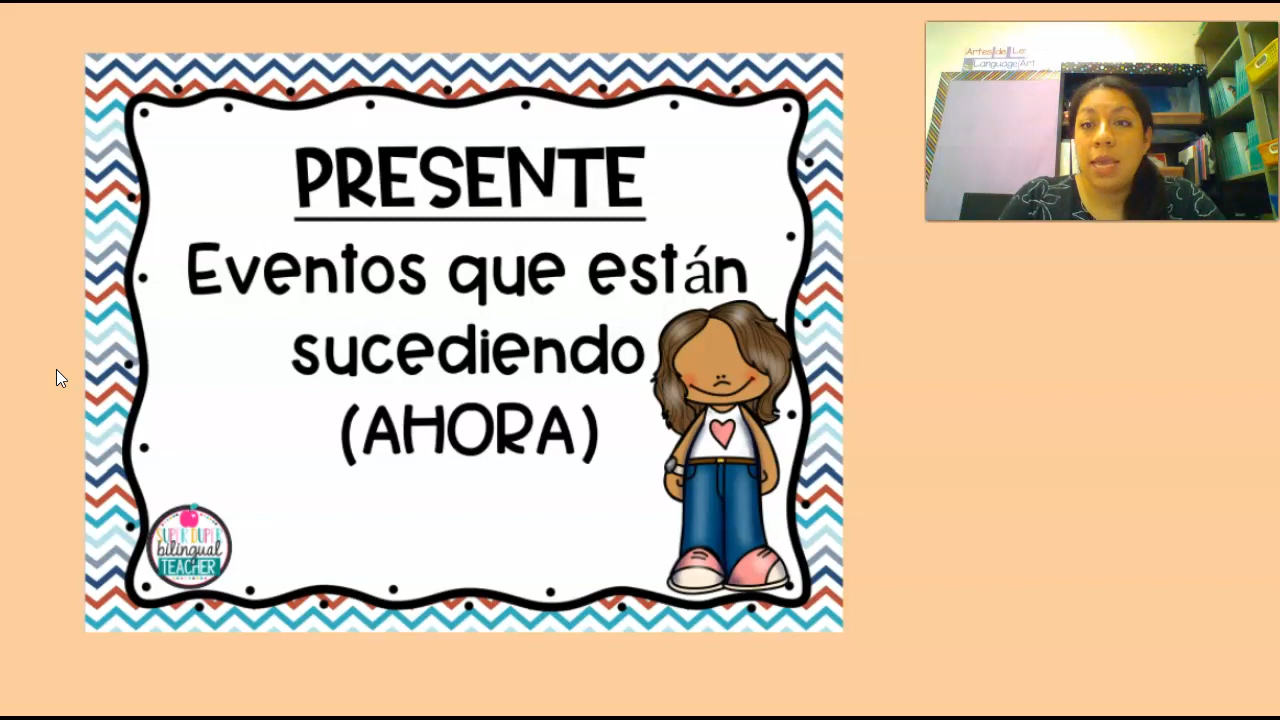 PRESENTE
Eventos que están
sucediendo
(AHORA)
SUPER DUPER
bilingual
TEACHER
Artes de Le
Language Art